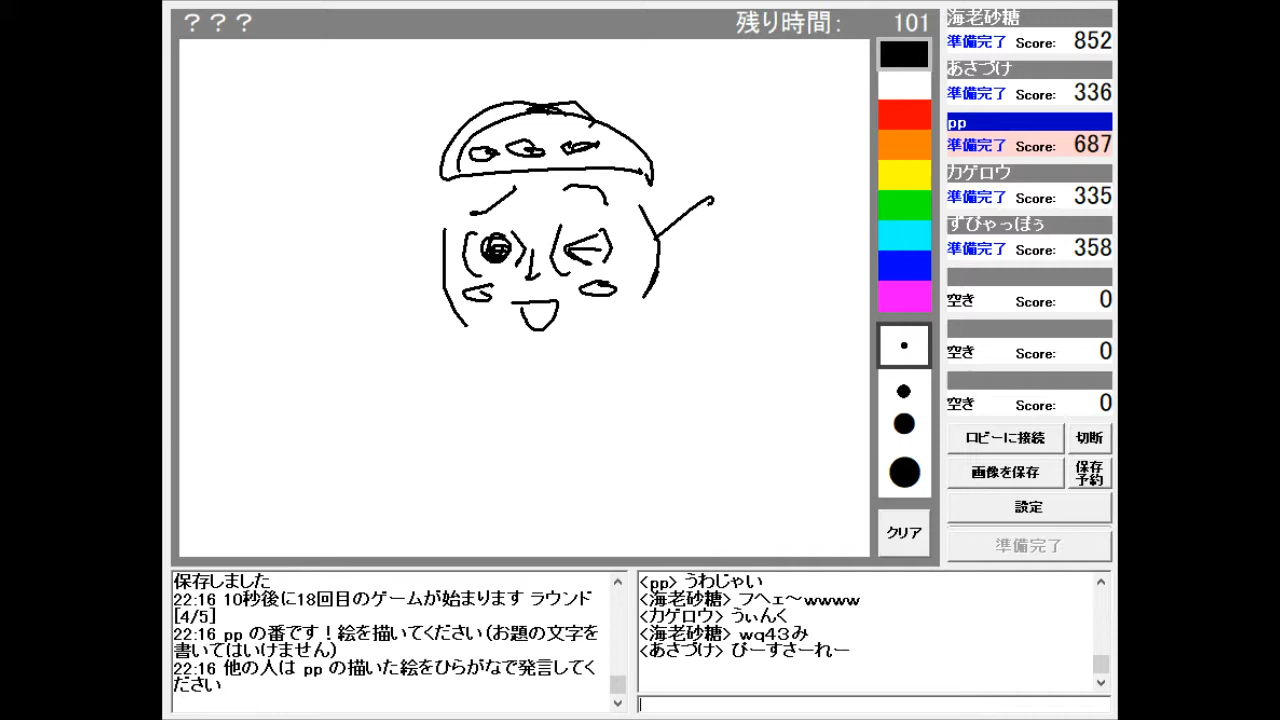 ？？？ 残り時間: 101
海老砂糖
準備完了 Score: 852
あさづけ
準備完了 Score: 336
pp
準備完了 Score: 687
カゲロウ
準備完了 Score: 335
すぴゃっぽぅ
準備完了 Score: 358
空き Score: 0
空き Score: 0
空き Score: 0
ロビーに接続 切断
画像を保存 保存予約
設定
クリア
準備完了
保存しました
22:16 10秒後に18回目のゲームが始まります ラウンド
[4/5]
22:16 pp の番です！絵を描いてください(お題の文字を
書いてはいけません)
22:16 他の人は pp の描いた絵をひらがなで発言してく
ださい
<pp> うわじゃい
<海老砂糖> フヘェ～wwww
<カゲロウ> うぃんく
<海老砂糖> wq43み
<あさづけ> びーすさーれー